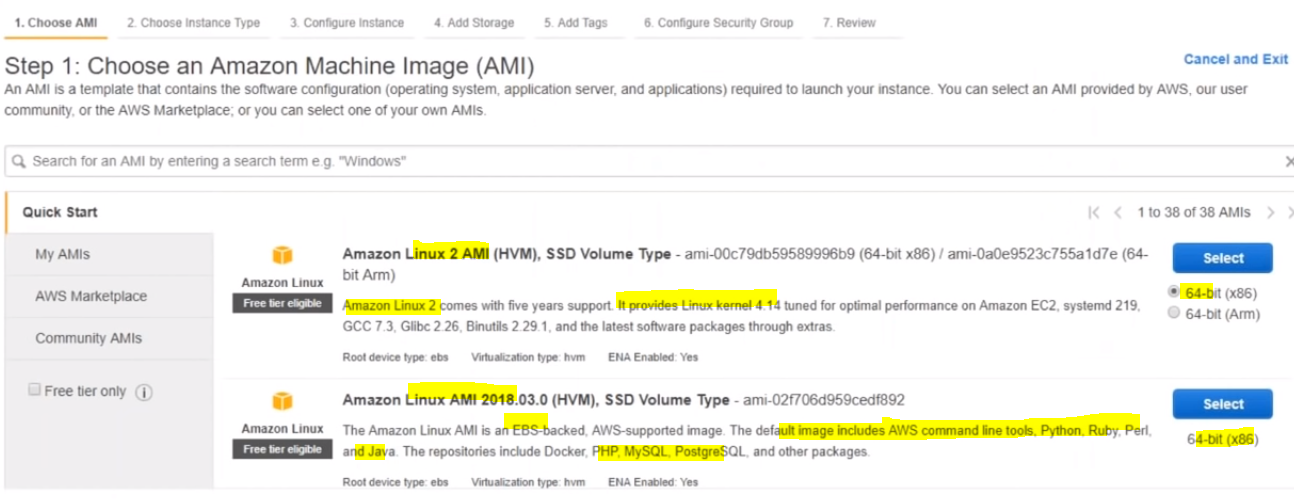 1. Choose AMI 2. Choose Instance Type 3. Configure Instance 4. Add Storage 5. Add Tags 6. Configure Security Group 7. Review
Step 1: Choose an Amazon Machine Image (AMI)
Cancel and Exit
An AMI is a template that contains the software configuration (operating system, application server, and applications) required to launch your instance. You can select an AMI provided by AWS, our user
community, or the AWS Marketplace; or you can select one of your own AMIs.
Search for an AMI by entering a search term e.g. "Windows"
Quick Start
1 to 38 of 38 AMIs
My AMIs
AWS Marketplace
Community AMIs
Free tier only
Amazon Linux
Free tier eligible
Amazon Linux 2 AMI (HVM), SSD Volume Type - ami-00c79db59589996b9 (64-bit x86) / ami-0a0e9523c755a1d7e (64-
bit Arm)
Amazon Linux 2 comes with five years support. It provides Linux kernel 4.14 tuned for optimal performance on Amazon EC2, systemd 219,
GCC 7.3, Glibc 2.26, Binutils 2.29.1, and the latest software packages through extras.
Root device type: ebs Virtualization type: hvm ENA Enabled: Yes
Select
64-bit (x86)
64-bit (Arm)
Amazon Linux
Free tier eligible
Amazon Linux AMI 2018.03.0 (HVM), SSD Volume Type - ami-02f706d959cedf892
The Amazon Linux AMI is an EBS-backed, AWS-supported image. The default image includes AWS command line tools, Python, Ruby, Perl,
and Java. The repositories include Docker, PHP, MySQL, PostgreSQL, and other packages.
Root device type: ebs Virtualization type: hvm ENA Enabled: Yes
Select
64-bit (x86)